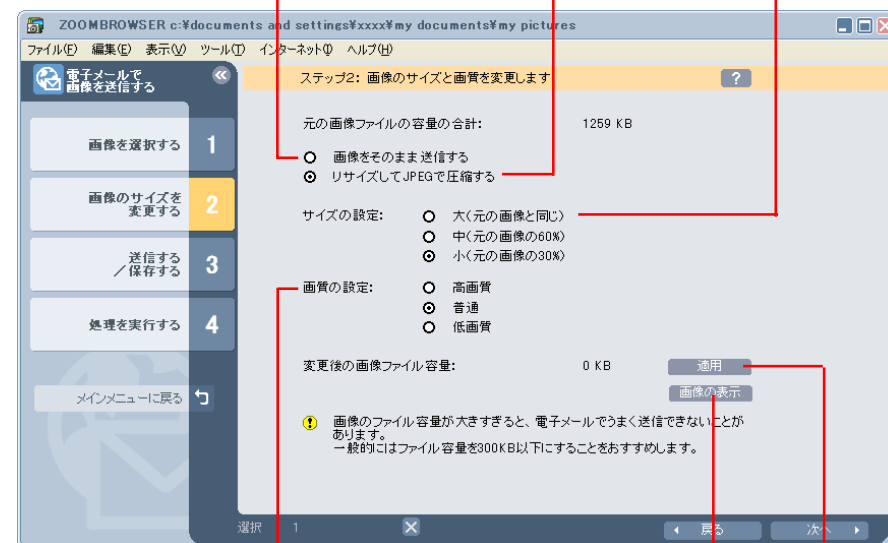 ZOOMBROWSER c:¥documents and settings¥xxxx¥my documents¥my pictures
ファイル(F) 編集(E) 表示(V) ツール(T) インターネット(I) ヘルプ(H)
電子メールで
画像を送信する
ステップ2: 画像のサイズと画質を変更します
?
画像を選択する 1
画像のサイズを
変更する 2
送信する
/保存する 3
処理を実行する 4
メインメニューに戻る
元の画像ファイルの容量の合計: 1259 KB
画像をそのまま送信する
リサイズしてJPEGで圧縮する
サイズの設定: 大(元の画像と同じ)
中(元の画像の60%)
小(元の画像の30%)
画質の設定: 高画質
普通
低画質
変更後の画像ファイル容量: 0 KB 適用
画像の表示
画像のファイル容量が大きすぎると、電子メールでうまく送信できないことが
あります。
一般的にはファイル容量を300KB以下にすることをおすすめします。
選択 1
戻る 次へ